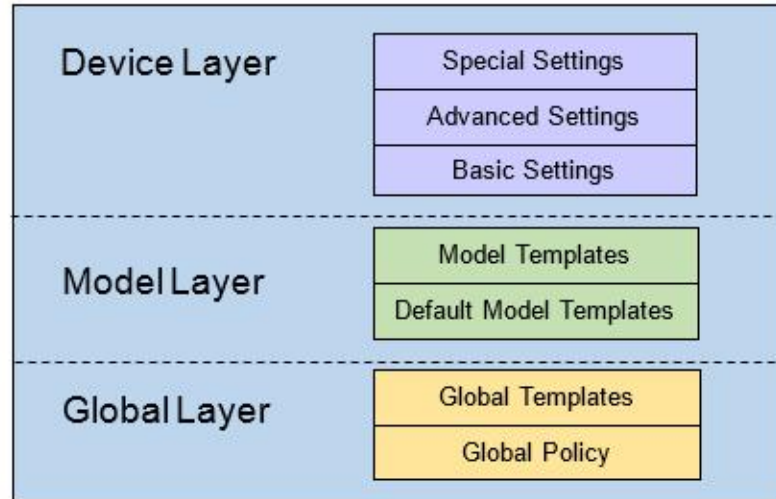 Device Layer
Special Settings
Advanced Settings
Basic Settings
Model Layer
Model Templates
Default Model Templates
Global Layer
Global Templates
Global Policy